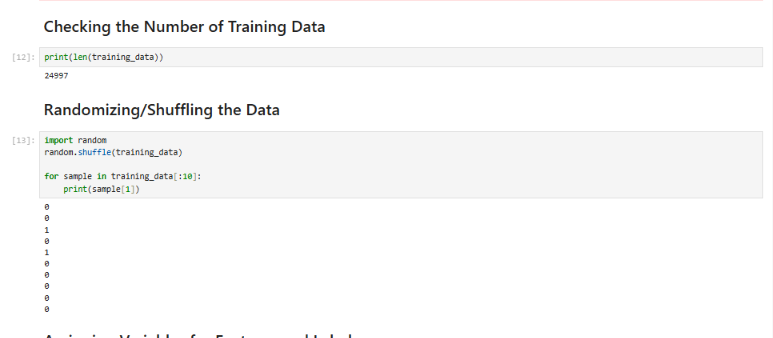 Checking the Number of Training Data
[12]: print(len(training_data))
24997
Randomizing/Shuffling the Data
[13]: import random
random.shuffle(training_data)
for sample in training_data[:10]:
print(sample[1])
0
0
1
0
1
0
0
0
0
0